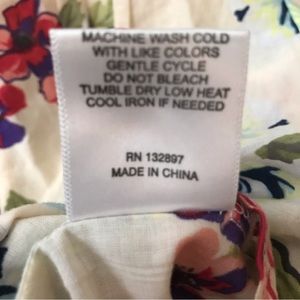 MACHINE WASH COLD
WITH LIKE COLORS
GENTLE CYCLE
DO NOT BLEACH
TUMBLE DRY LOW HEAT
COOL IRON IF NEEDED
RN 132897
MADE IN CHINA